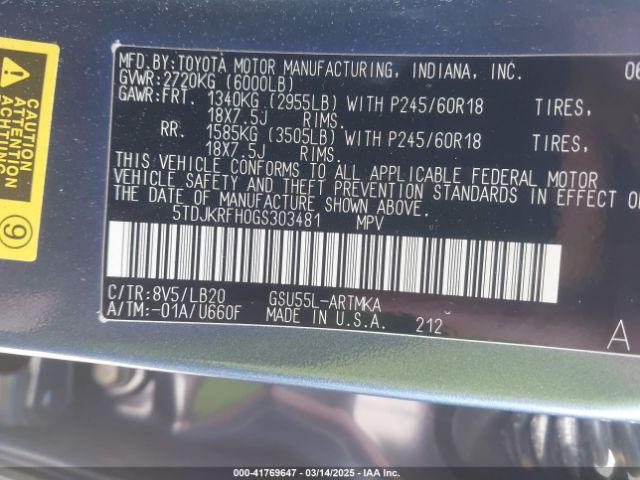 MFD.BY:TOYOTA MOTOR MANUFACTURING, INDIANA, INC. 06
GVWR:2720KG (6000LB)
GAWR:FRT. 1340KG (2955LB) WITH P245/60R18 TIRES,
18X7.5J RIMS.
RR. 1585KG (3505LB) WITH P245/60R18 TIRES,
18X7.5J RIMS.
THIS VEHICLE CONFORMS TO ALL APPLICABLE FEDERAL MOTOR
VEHICLE SAFETY AND THEFT PREVENTION STANDARDS IN EFFECT O
THE DATE OF MANUFACTURE SHOWN ABOVE.
5TDJKRFH0GS303481 MPV
C/TR:8V5/LB20 GSU55L-ARTMKA
A/TM:-01A/U660F MADE IN U.S.A. 212
A
ATTENTION
ACHTUNG
9
000-41769647 — 03/14/2025 — IAA Inc.